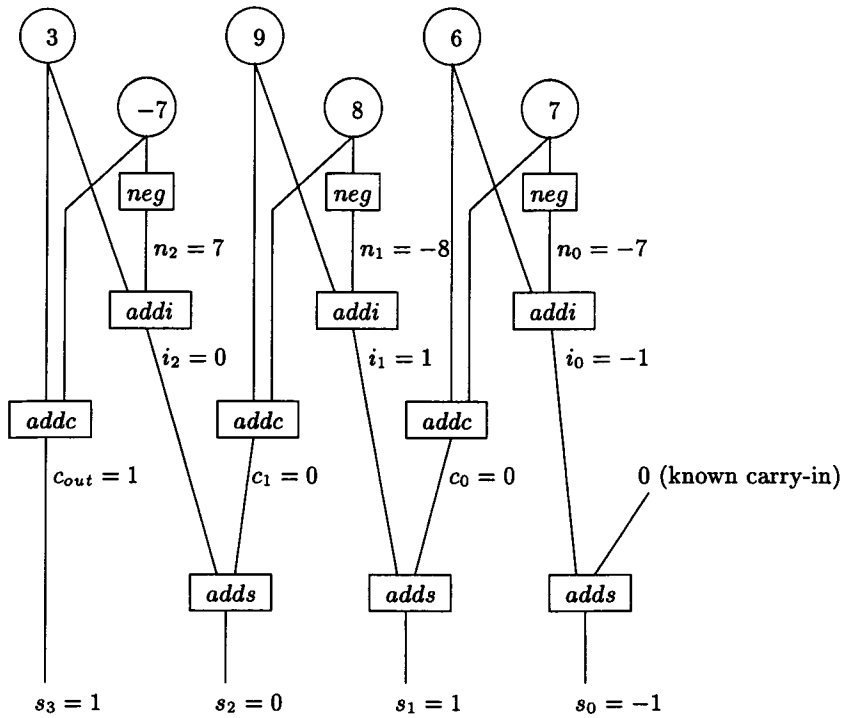 3 9 6
−7 8 7
neg neg neg
n₂ = 7 n₁ = −8 n₀ = −7
addi addi addi
i₂ = 0 i₁ = 1 i₀ = −1
addc addc addc
c_out = 1 c₁ = 0 c₀ = 0 0 (known carry-in)
adds adds adds
s₃ = 1 s₂ = 0 s₁ = 1 s₀ = −1